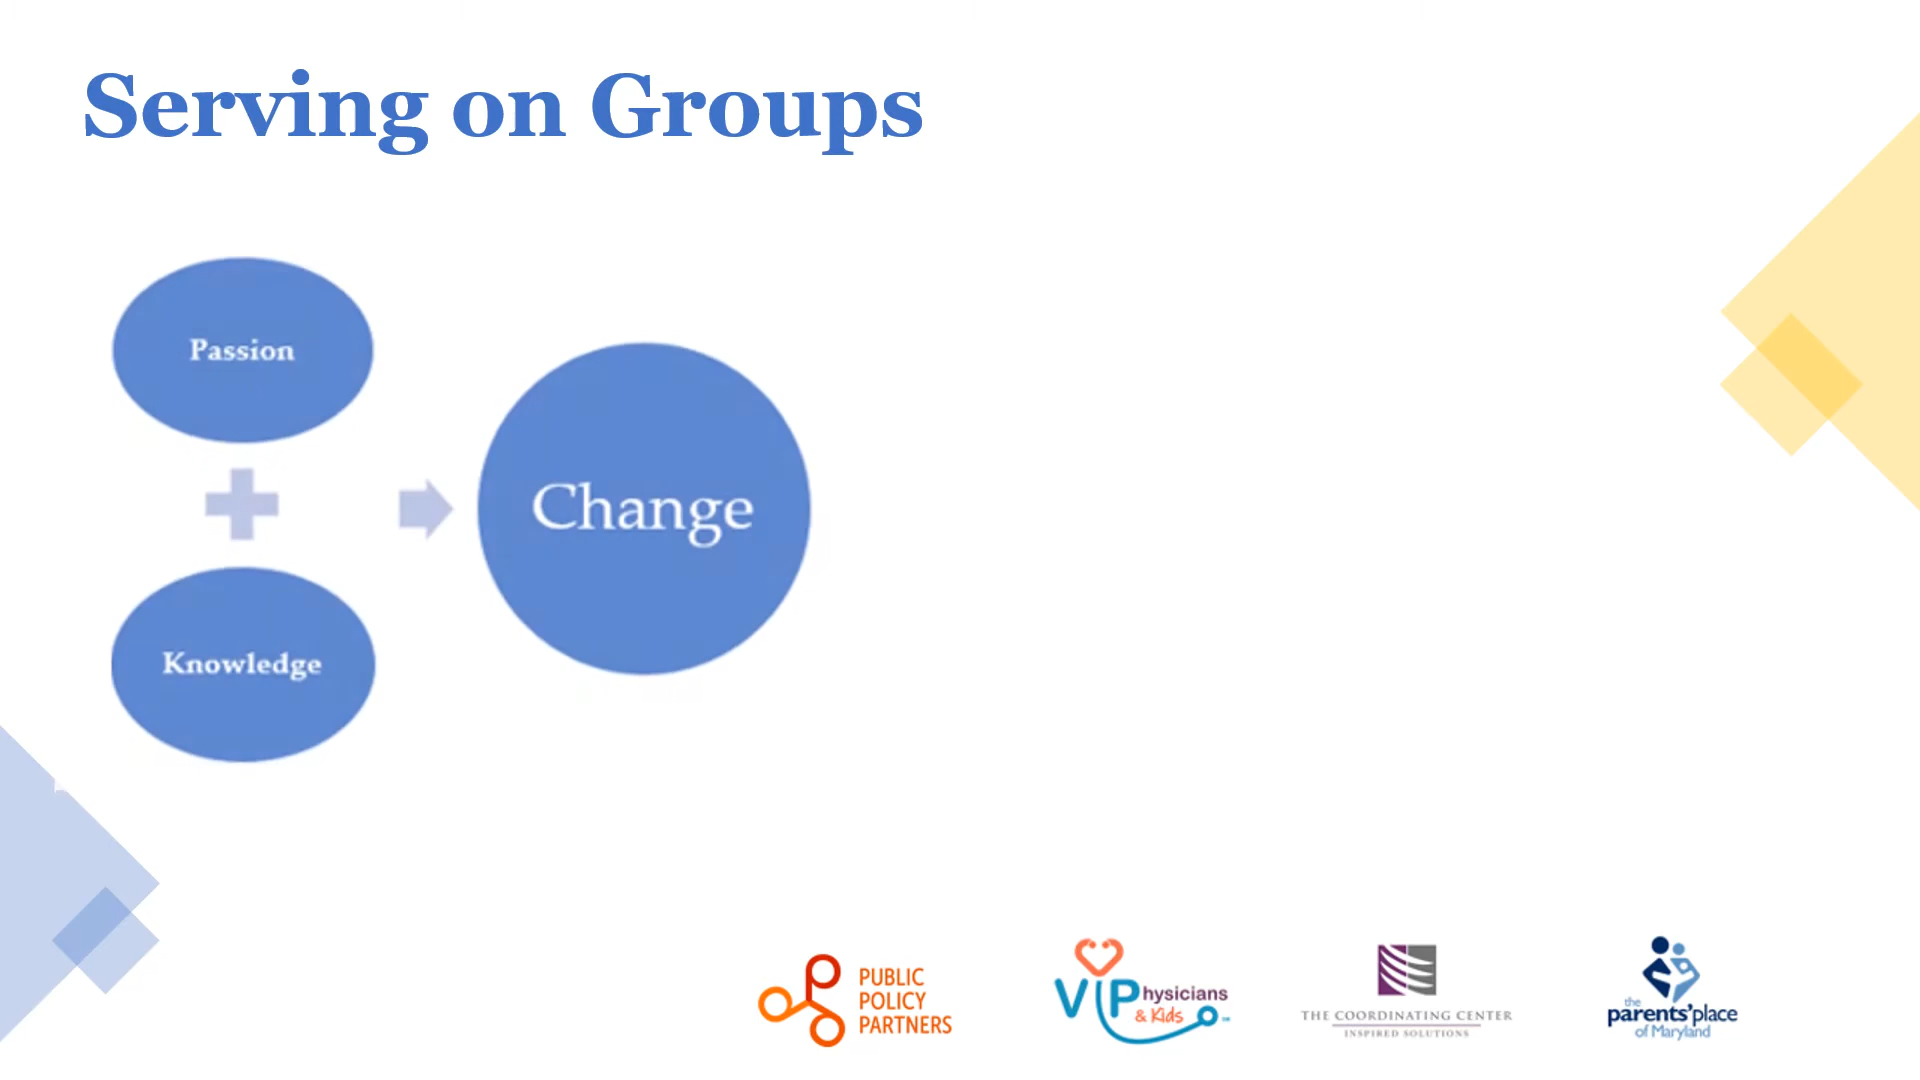 Serving on Groups
Passion
Knowledge
Change
PUBLIC
POLICY
PARTNERS
VIPhysicians
& Kids
THE COORDINATING CENTER
INSPIRED SOLUTIONS
the
parents'place
of Maryland